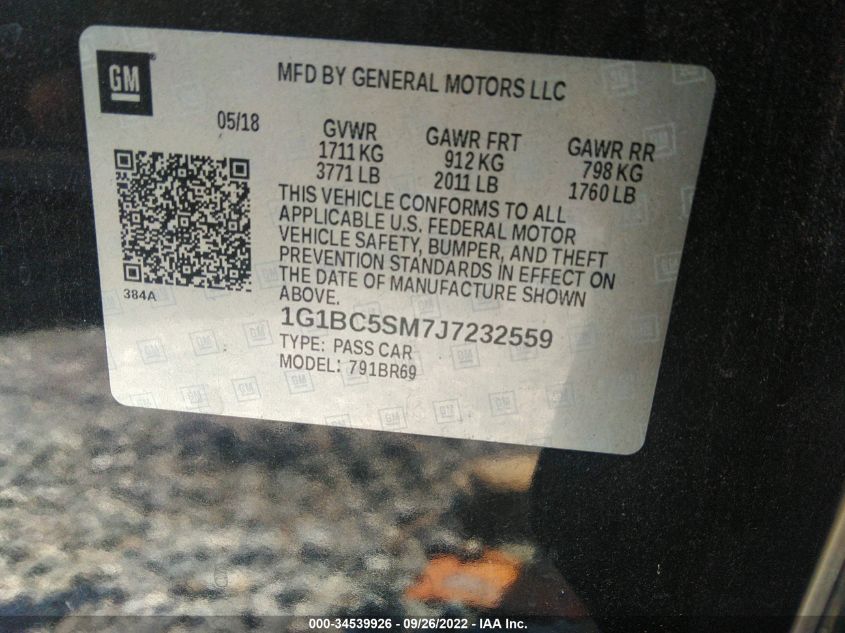 GM
MFD BY GENERAL MOTORS LLC
05/18
GVWR GAWR FRT GAWR RR
1711 KG 912 KG 798 KG
3771 LB 2011 LB 1760 LB
THIS VEHICLE CONFORMS TO ALL
APPLICABLE U.S. FEDERAL MOTOR
VEHICLE SAFETY, BUMPER, AND THEFT
PREVENTION STANDARDS IN EFFECT ON
THE DATE OF MANUFACTURE SHOWN
ABOVE.
384A
1G1BC5SM7J7232559
TYPE: PASS CAR
MODEL: 791BR69
000-34539926 - 09/26/2022 - IAA Inc.